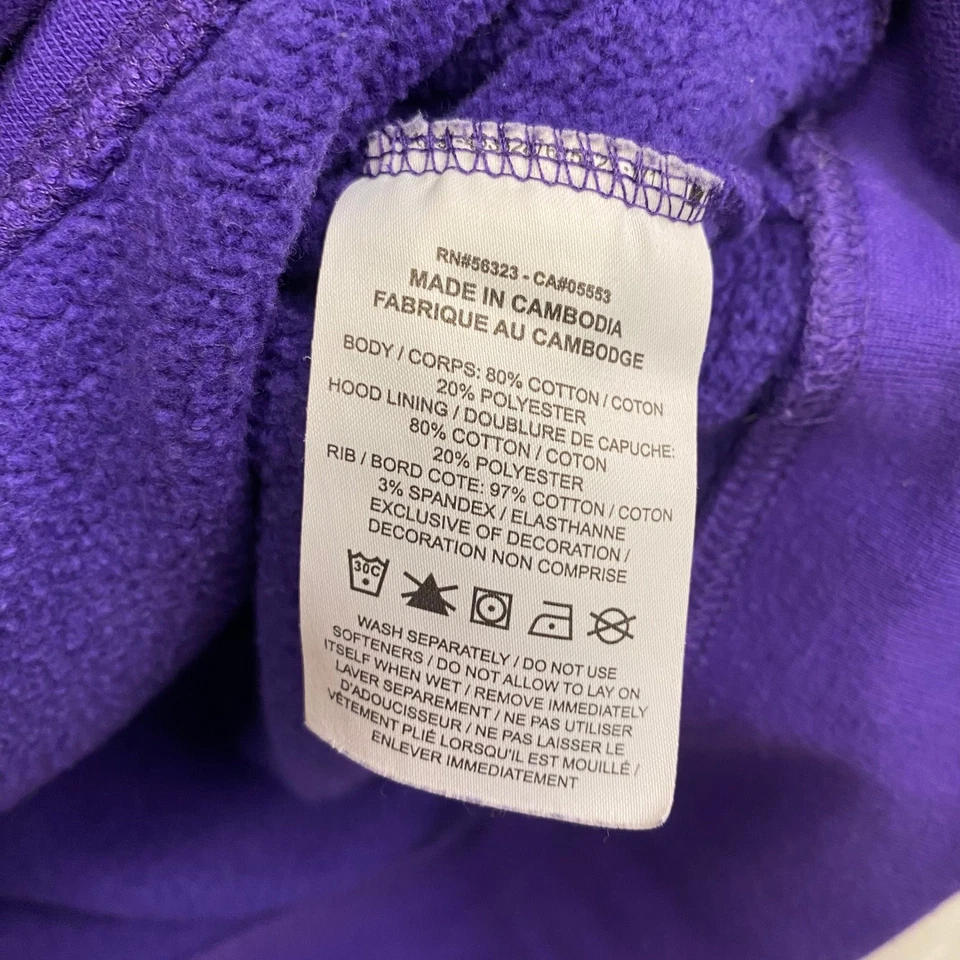 RN#56323 - CA#05553
MADE IN CAMBODIA
FABRIQUE AU CAMBODGE
BODY / CORPS: 80% COTTON / COTON
20% POLYESTER
HOOD LINING / DOUBLURE DE CAPUCHE:
80% COTTON / COTON
20% POLYESTER
RIB / BORD COTE: 97% COTTON / COTON
3% SPANDEX / ELASTHANNE
EXCLUSIVE OF DECORATION /
DECORATION NON COMPRISE
30C
WASH SEPARATELY / DO NOT USE
SOFTENERS / DO NOT ALLOW TO LAY ON
ITSELF WHEN WET / REMOVE IMMEDIATELY
LAVER SEPAREMENT / NE PAS UTILISER
D'ADOUCISSEUR / NE PAS LAISSER LE
VÊTEMENT PLIÉ LORSQU'IL EST MOUILLÉ /
ENLEVER IMMEDIATEMENT